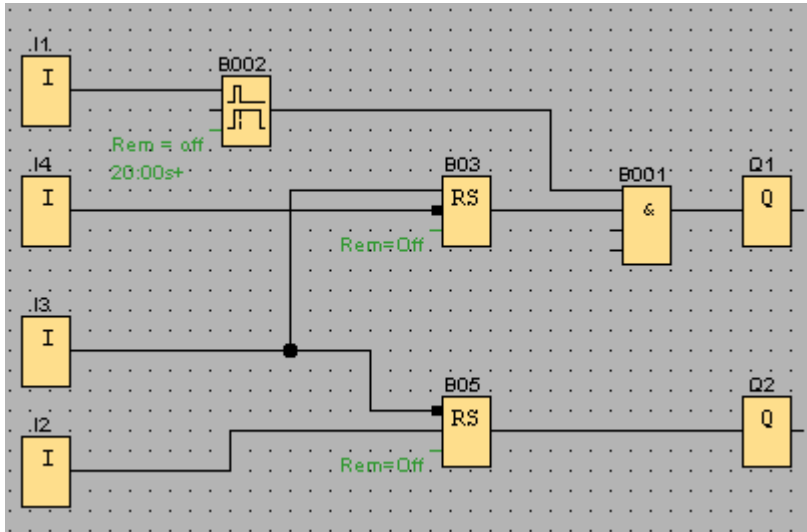 I1
I
B002
Rem = off
20:00s+
I4
I
B03
RS
Rem=Off
B001
&
Q1
Q
I3
I
B05
RS
Rem=Off
Q2
Q
I2
I